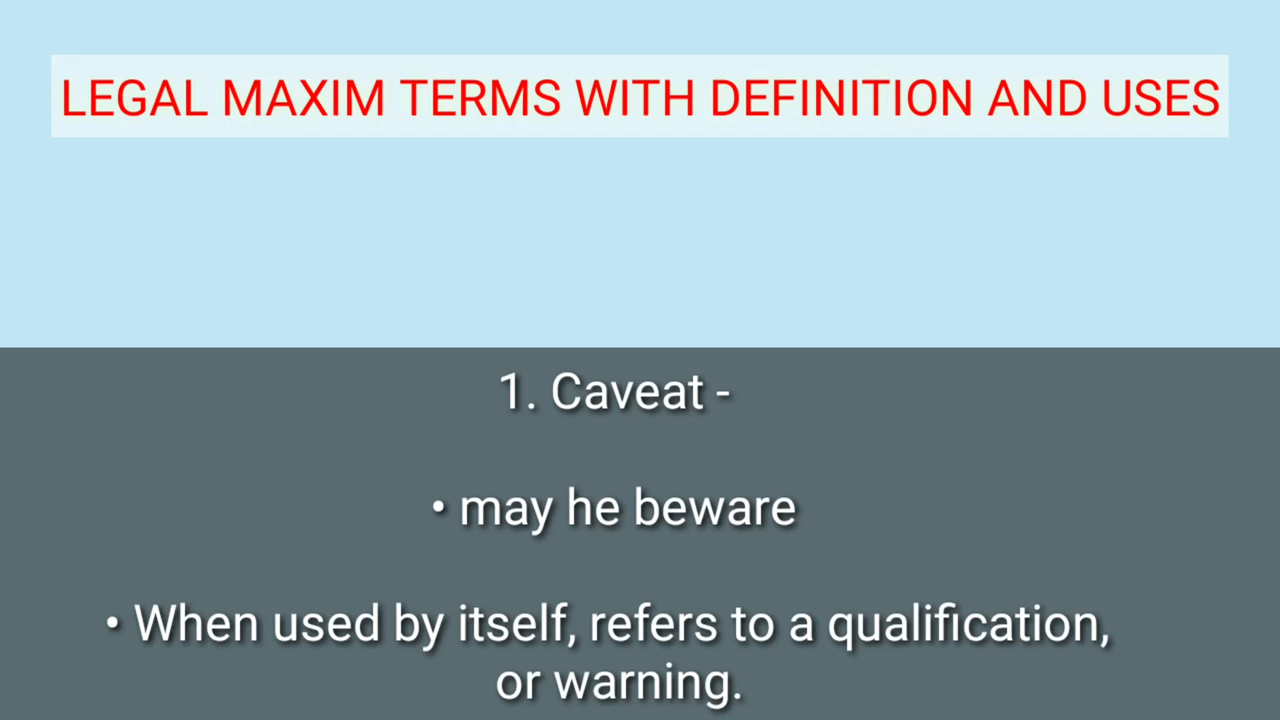 LEGAL MAXIM TERMS WITH DEFINITION AND USES
1. Caveat -
• may he beware
• When used by itself, refers to a qualification,
or warning.